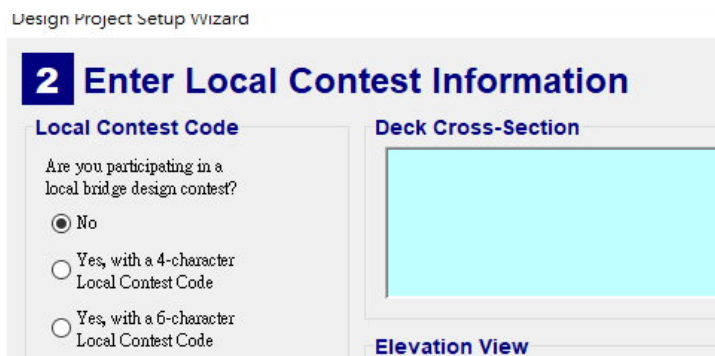 Design Project Setup Wizard
2 Enter Local Contest Information
Local Contest Code
Are you participating in a
local bridge design contest?
No
Yes, with a 4-character
Local Contest Code
Yes, with a 6-character
Local Contest Code
Deck Cross-Section
Elevation View